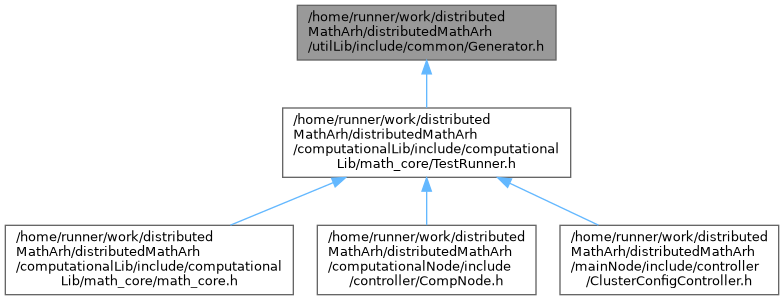 /home/runner/work/distributed
MathArh/distributedMathArh
/utilLib/include/common/Generator.h
/home/runner/work/distributed
MathArh/distributedMathArh
/computationalLib/include/computational
Lib/math_core/TestRunner.h
/home/runner/work/distributed
MathArh/distributedMathArh
/computationalLib/include/computational
Lib/math_core/math_core.h
/home/runner/work/distributed
MathArh/distributedMathArh
/computationalNode/include
/controller/CompNode.h
/home/runner/work/distributed
MathArh/distributedMathArh
/mainNode/include/controller
/ClusterConfigController.h